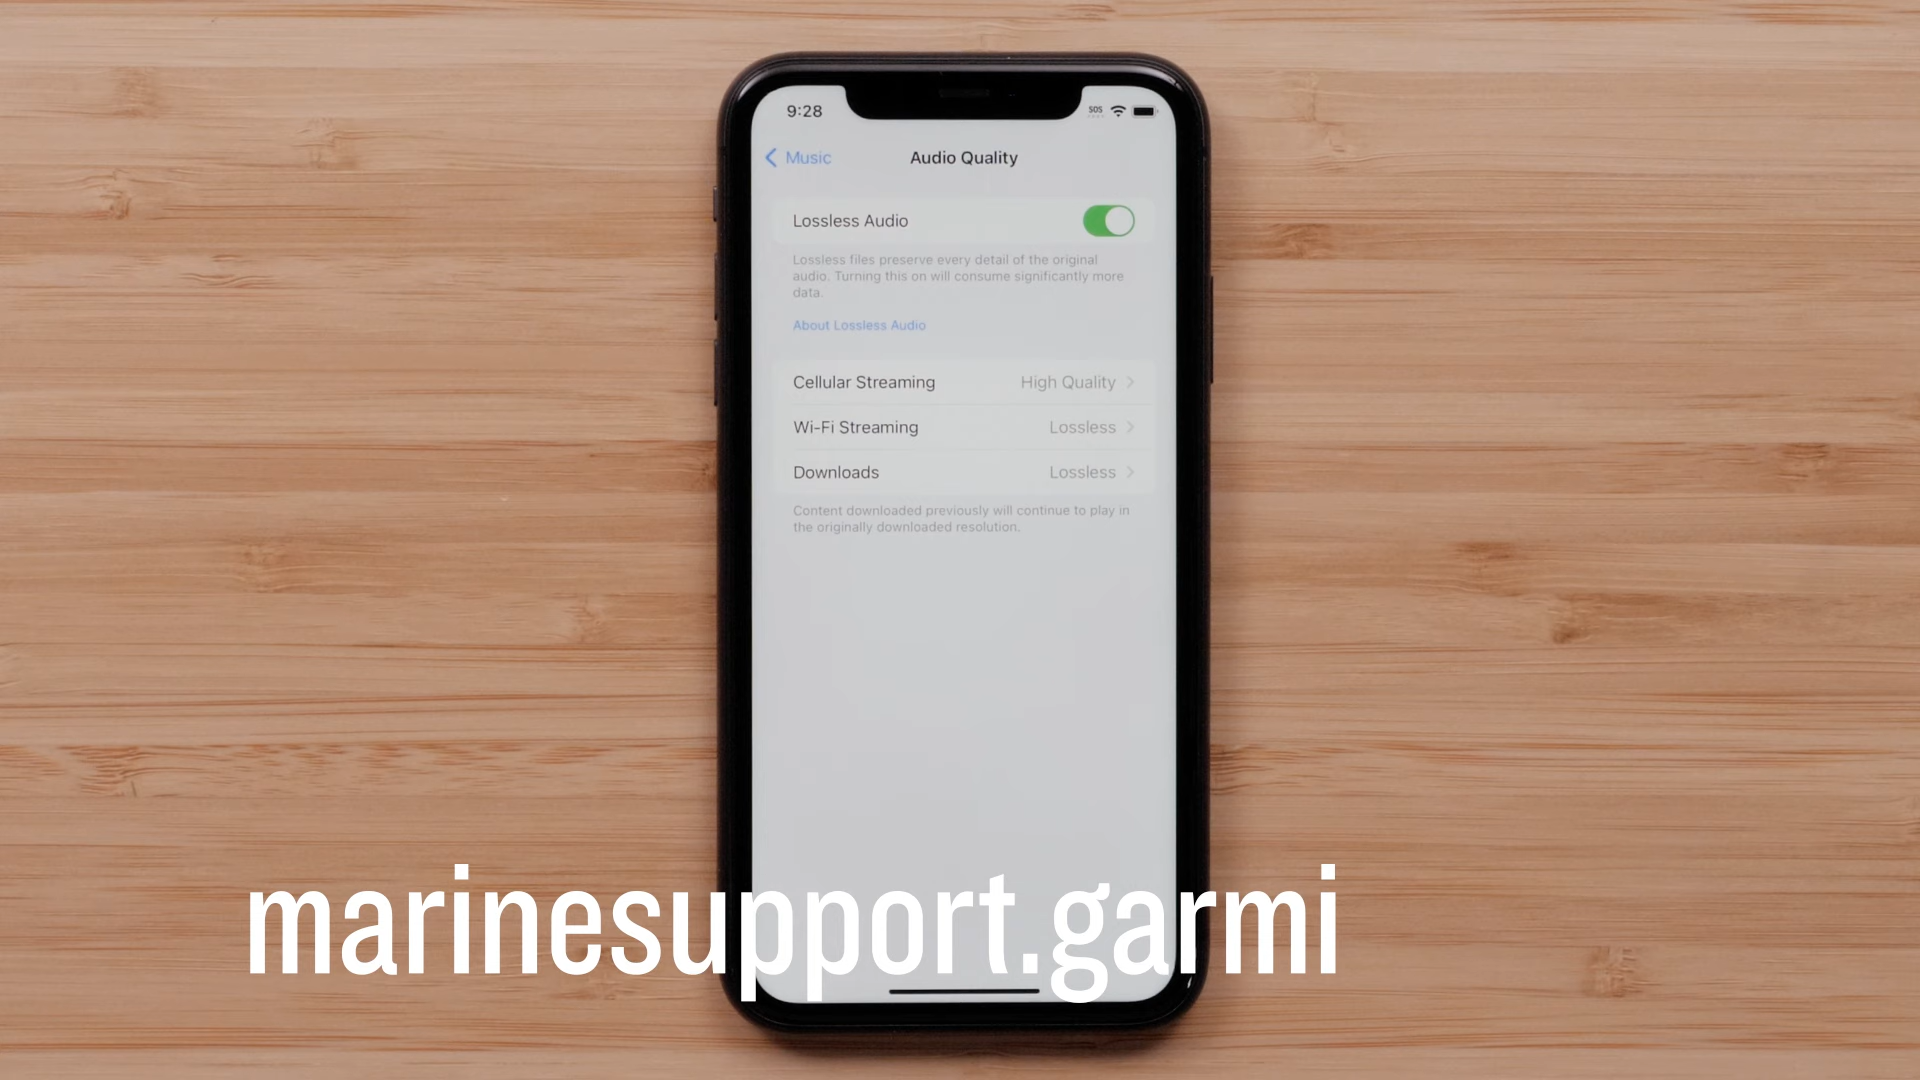 9:28
SOS
Music
Audio Quality
Lossless Audio
Lossless files preserve every detail of the original
audio. Turning this on will consume significantly more
data.
About Lossless Audio
Cellular Streaming High Quality
Wi-Fi Streaming Lossless
Downloads Lossless
Content downloaded previously will continue to play in
the originally downloaded resolution.
marinesupport.garmi